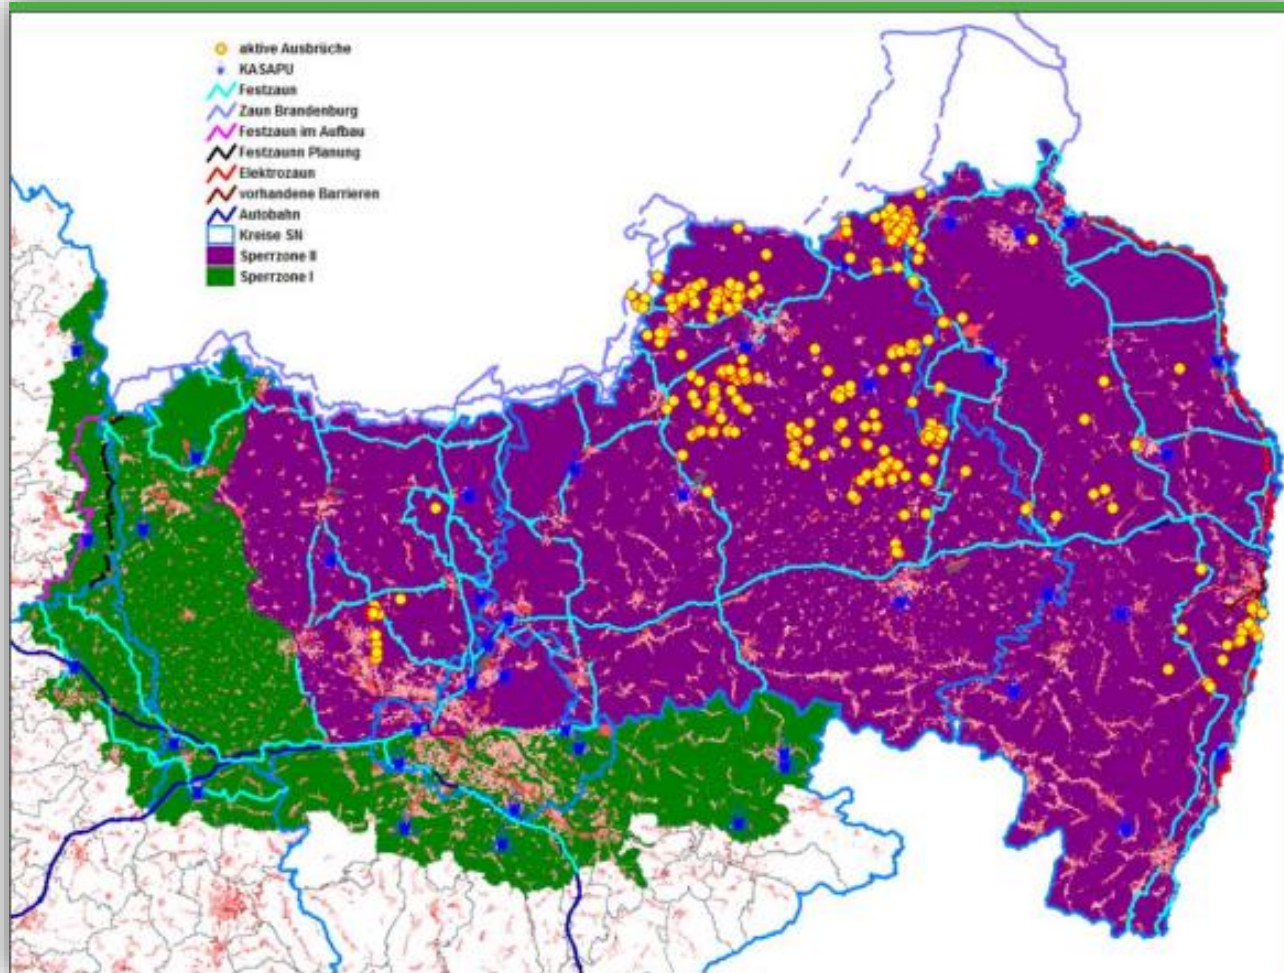 aktive Ausbrüche
KASAPU
Festzaun
Zaun Brandenburg
Festzaun im Aufbau
Festzaunn Planung
Elektrozaun
vorhandene Barrieren
Autobahn
Kreise SN
Sperrzone II
Sperrzone I